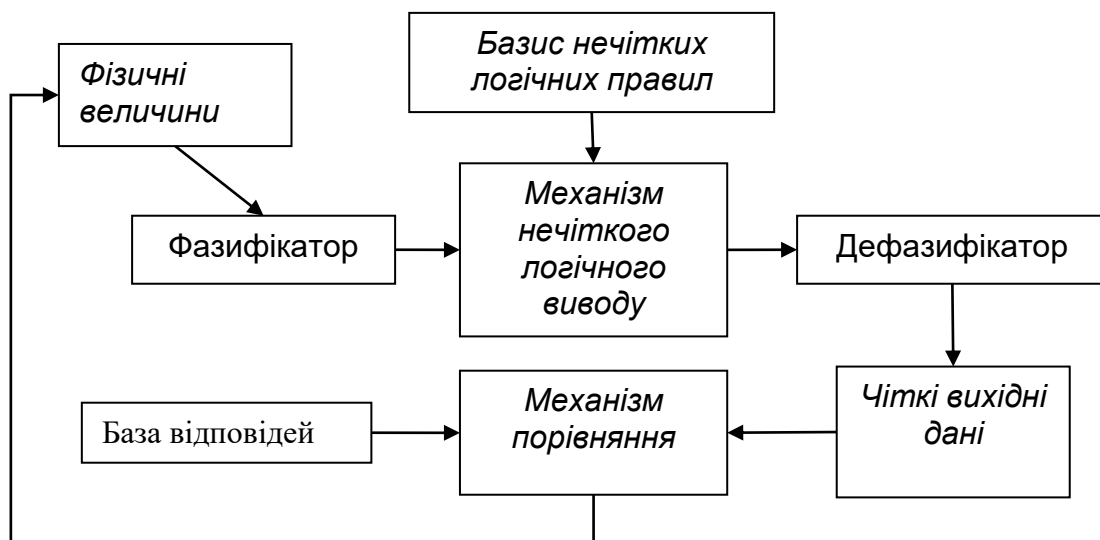 Базис нечітких
логічних правил
Фізичні
величини
Фазифікатор
Механізм
нечіткого
логічного
виводу
Дефазифікатор
База відповідей
Механізм
порівняння
Чіткі вихідні
дані